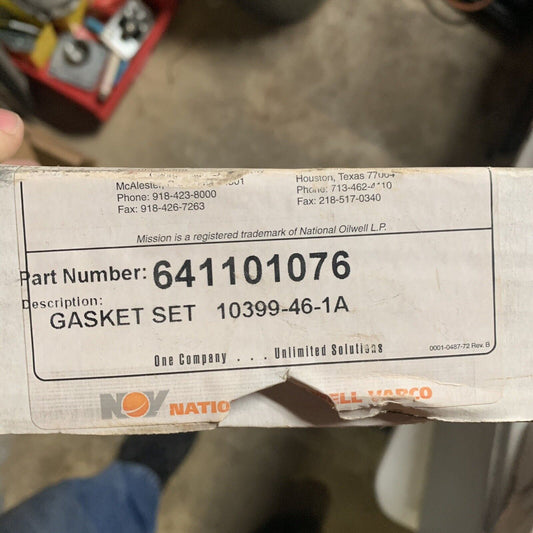 McAlester,
Phone: 918-423-8000
Fax: 918-426-7263
Houston, Texas
Phone: 713-462-
Fax: 218-517-0340
Mission is a registered trademark of National Oilwell L.P.
Part Number: 641101076
Description:
GASKET SET 10399-46-1A
One Company . . . Unlimited Solutions
0001-0487-72 Rev. B
NOV VARCO